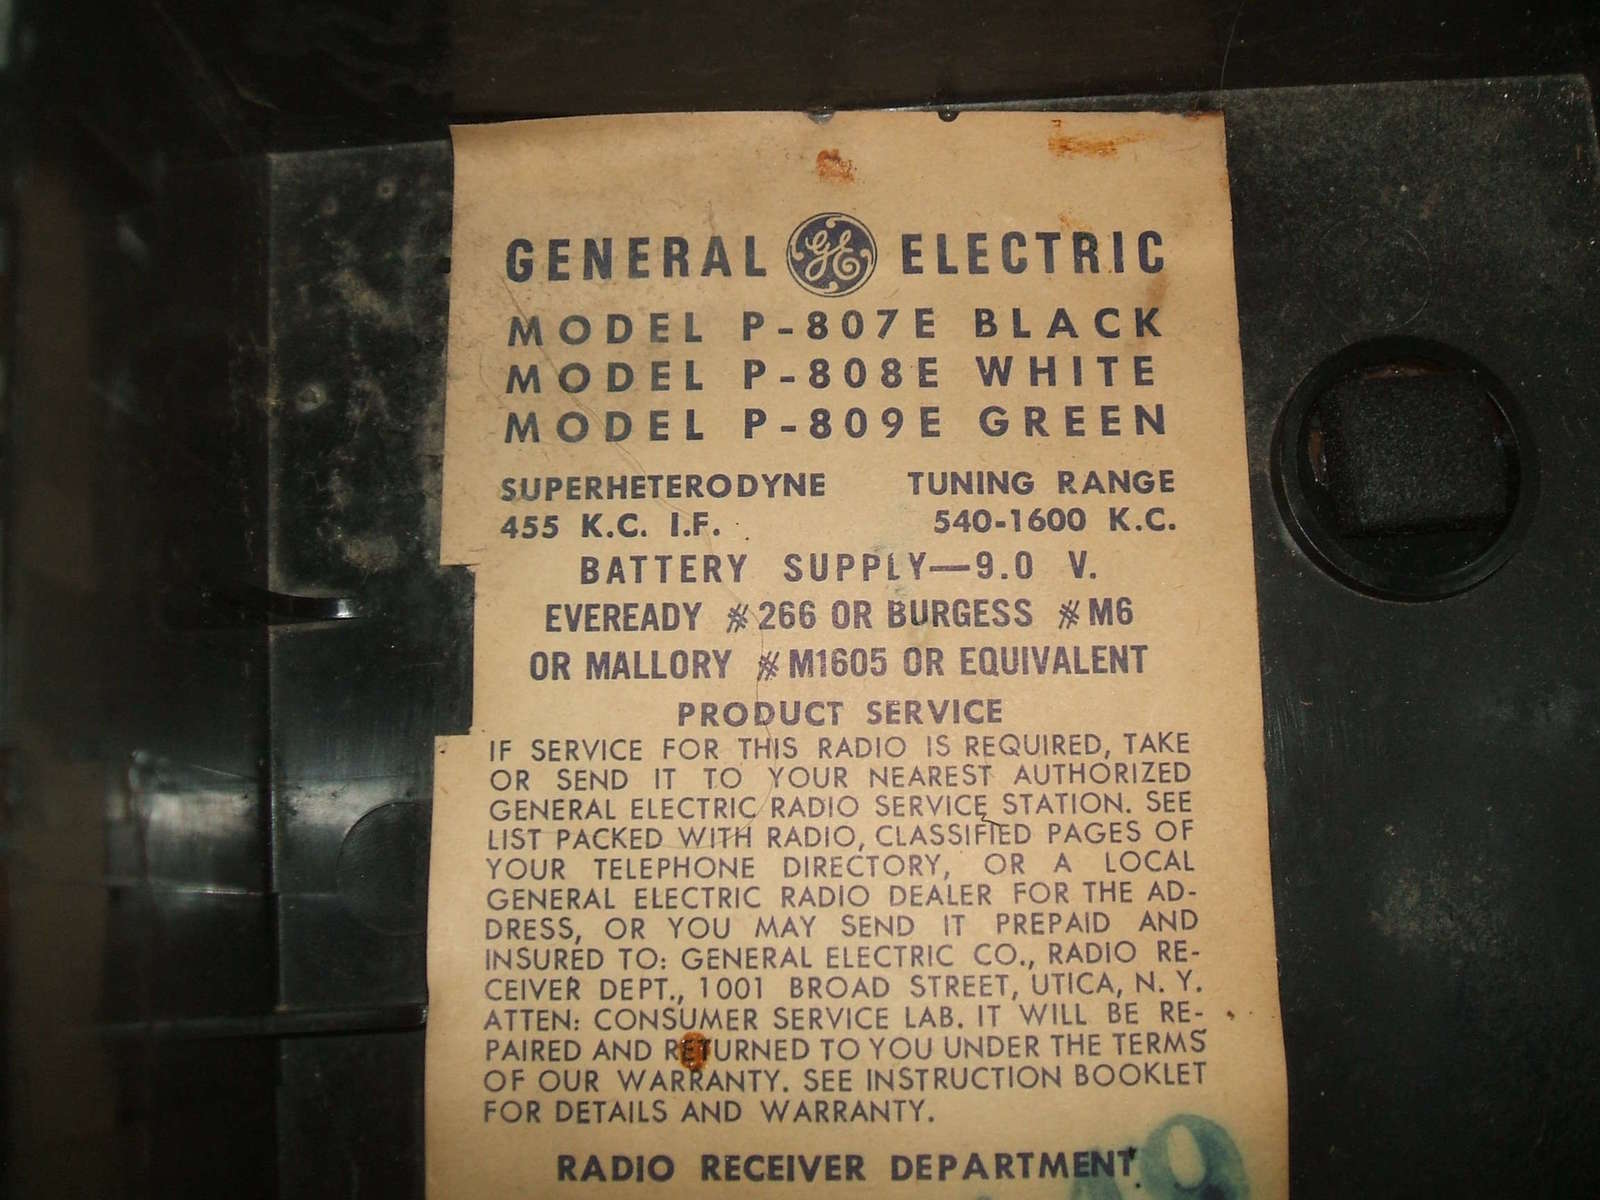 GENERAL GE ELECTRIC
MODEL P-807E BLACK
MODEL P-808E WHITE
MODEL P-809E GREEN
SUPERHETERODYNE TUNING RANGE
455 K.C. I.F. 540-1600 K.C.
BATTERY SUPPLY—9.0 V.
EVEREADY #266 OR BURGESS #M6
OR MALLORY #M1605 OR EQUIVALENT
PRODUCT SERVICE
IF SERVICE FOR THIS RADIO IS REQUIRED, TAKE
OR SEND IT TO YOUR NEAREST AUTHORIZED
GENERAL ELECTRIC RADIO SERVICE STATION. SEE
LIST PACKED WITH RADIO, CLASSIFIED PAGES OF
YOUR TELEPHONE DIRECTORY, OR A LOCAL
GENERAL ELECTRIC RADIO DEALER FOR THE AD-
DRESS, OR YOU MAY SEND IT PREPAID AND
INSURED TO: GENERAL ELECTRIC CO., RADIO RE-
CEIVER DEPT., 1001 BROAD STREET, UTICA, N. Y.
ATTEN: CONSUMER SERVICE LAB. IT WILL BE RE-
PAIRED AND RETURNED TO YOU UNDER THE TERMS
OF OUR WARRANTY. SEE INSTRUCTION BOOKLET
FOR DETAILS AND WARRANTY.
RADIO RECEIVER DEPARTMENT